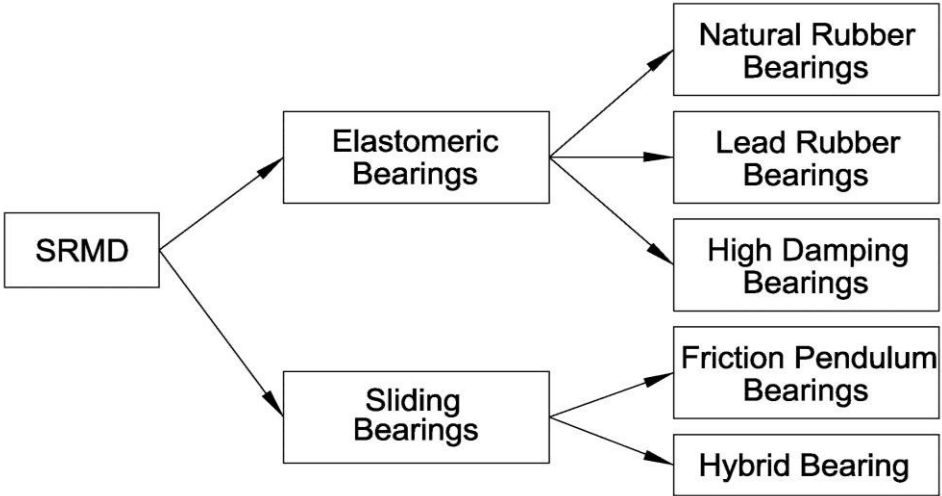 SRMD
Elastomeric
Bearings
Sliding
Bearings
Natural Rubber
Bearings
Lead Rubber
Bearings
High Damping
Bearings
Friction Pendulum
Bearings
Hybrid Bearing